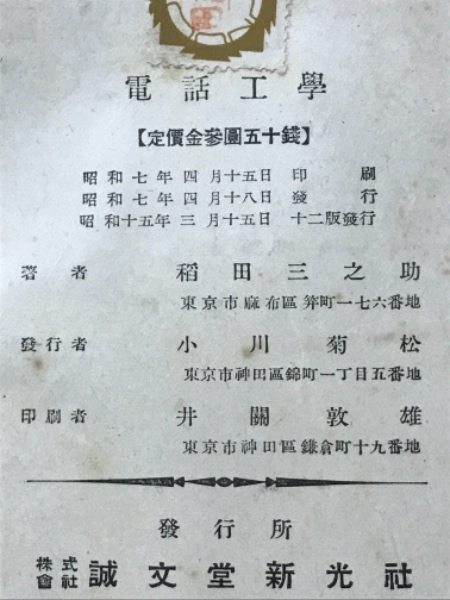 電話工學
【定價金參圓五十錢】
昭和七年四月十五日 印刷
昭和七年四月十八日 發行
昭和十五年三月十五日 十二版發行
著者 稻田三之助
東京市麻布區笄町一七六番地
發行者 小川菊松
東京市神田區錦町一丁目五番地
印刷者 井關敦雄
東京市神田區鎌倉町十九番地
發行所
株式會社 誠文堂新光社